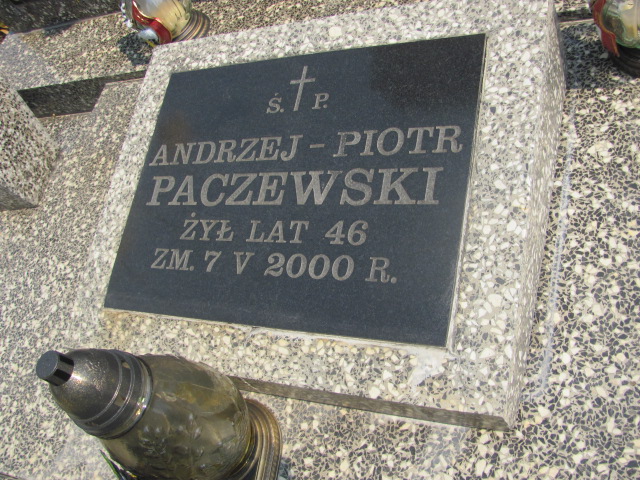 Ś. P.
ANDRZEJ - PIOTR
PACZEWSKI
ŻYŁ LAT 46
ZM. 7 V 2000 R.